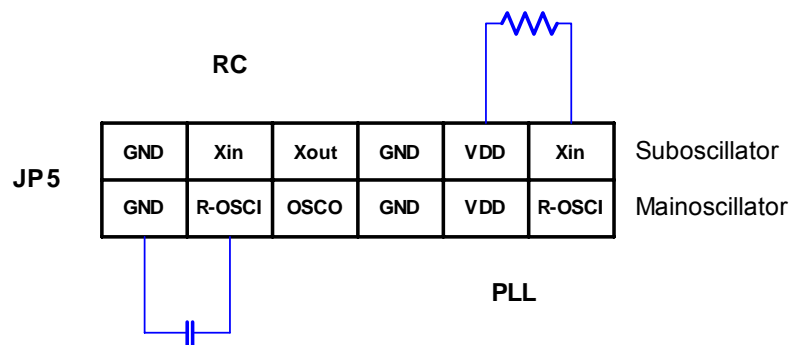 RC
GND Xin Xout GND VDD Xin Suboscillator
JP5
GND R-OSCI OSCO GND VDD R-OSCI Mainoscillator
PLL